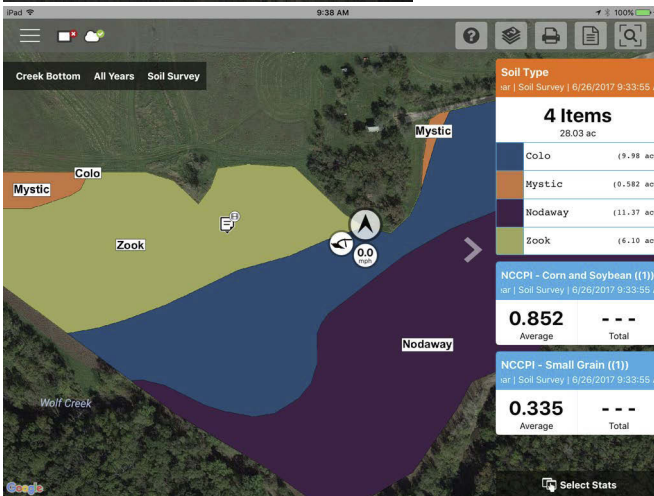 iPad
9:38 AM
100%
Creek Bottom All Years Soil Survey
Soil Type
ar | Soil Survey | 6/26/2017 9:33:55
4 Items
28.03 ac
Colo (9.98 ac
Mystic (0.582 ac
Nodaway (11.37 ac
Zook (6.10 ac
NCCPI - Corn and Soybean ((1))
ar | Soil Survey | 6/26/2017 9:33:55
0.852 - - -
Average Total
NCCPI - Small Grain ((1))
ar | Soil Survey | 6/26/2017 9:33:55
0.335 - - -
Average Total
Select Stats
Mystic
Colo
Mystic
Zook
0.0
mph
Nodaway
Wolf Creek
Google